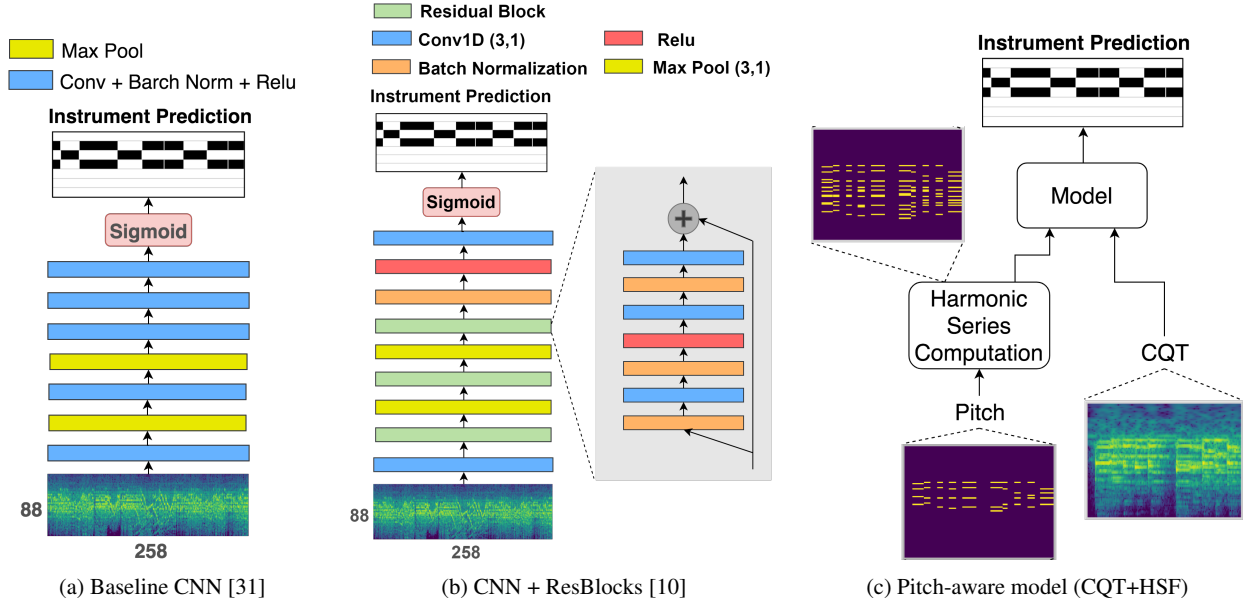 Max Pool
Conv + Barch Norm + Relu
Instrument Prediction
Sigmoid
88
258
(a) Baseline CNN [31]
Residual Block
Conv1D (3,1)
Relu
Batch Normalization
Max Pool (3,1)
Instrument Prediction
Sigmoid
+
88
258
(b) CNN + ResBlocks [10]
Instrument Prediction
Model
Harmonic
Series
Computation
CQT
Pitch
(c) Pitch-aware model (CQT+HSF)